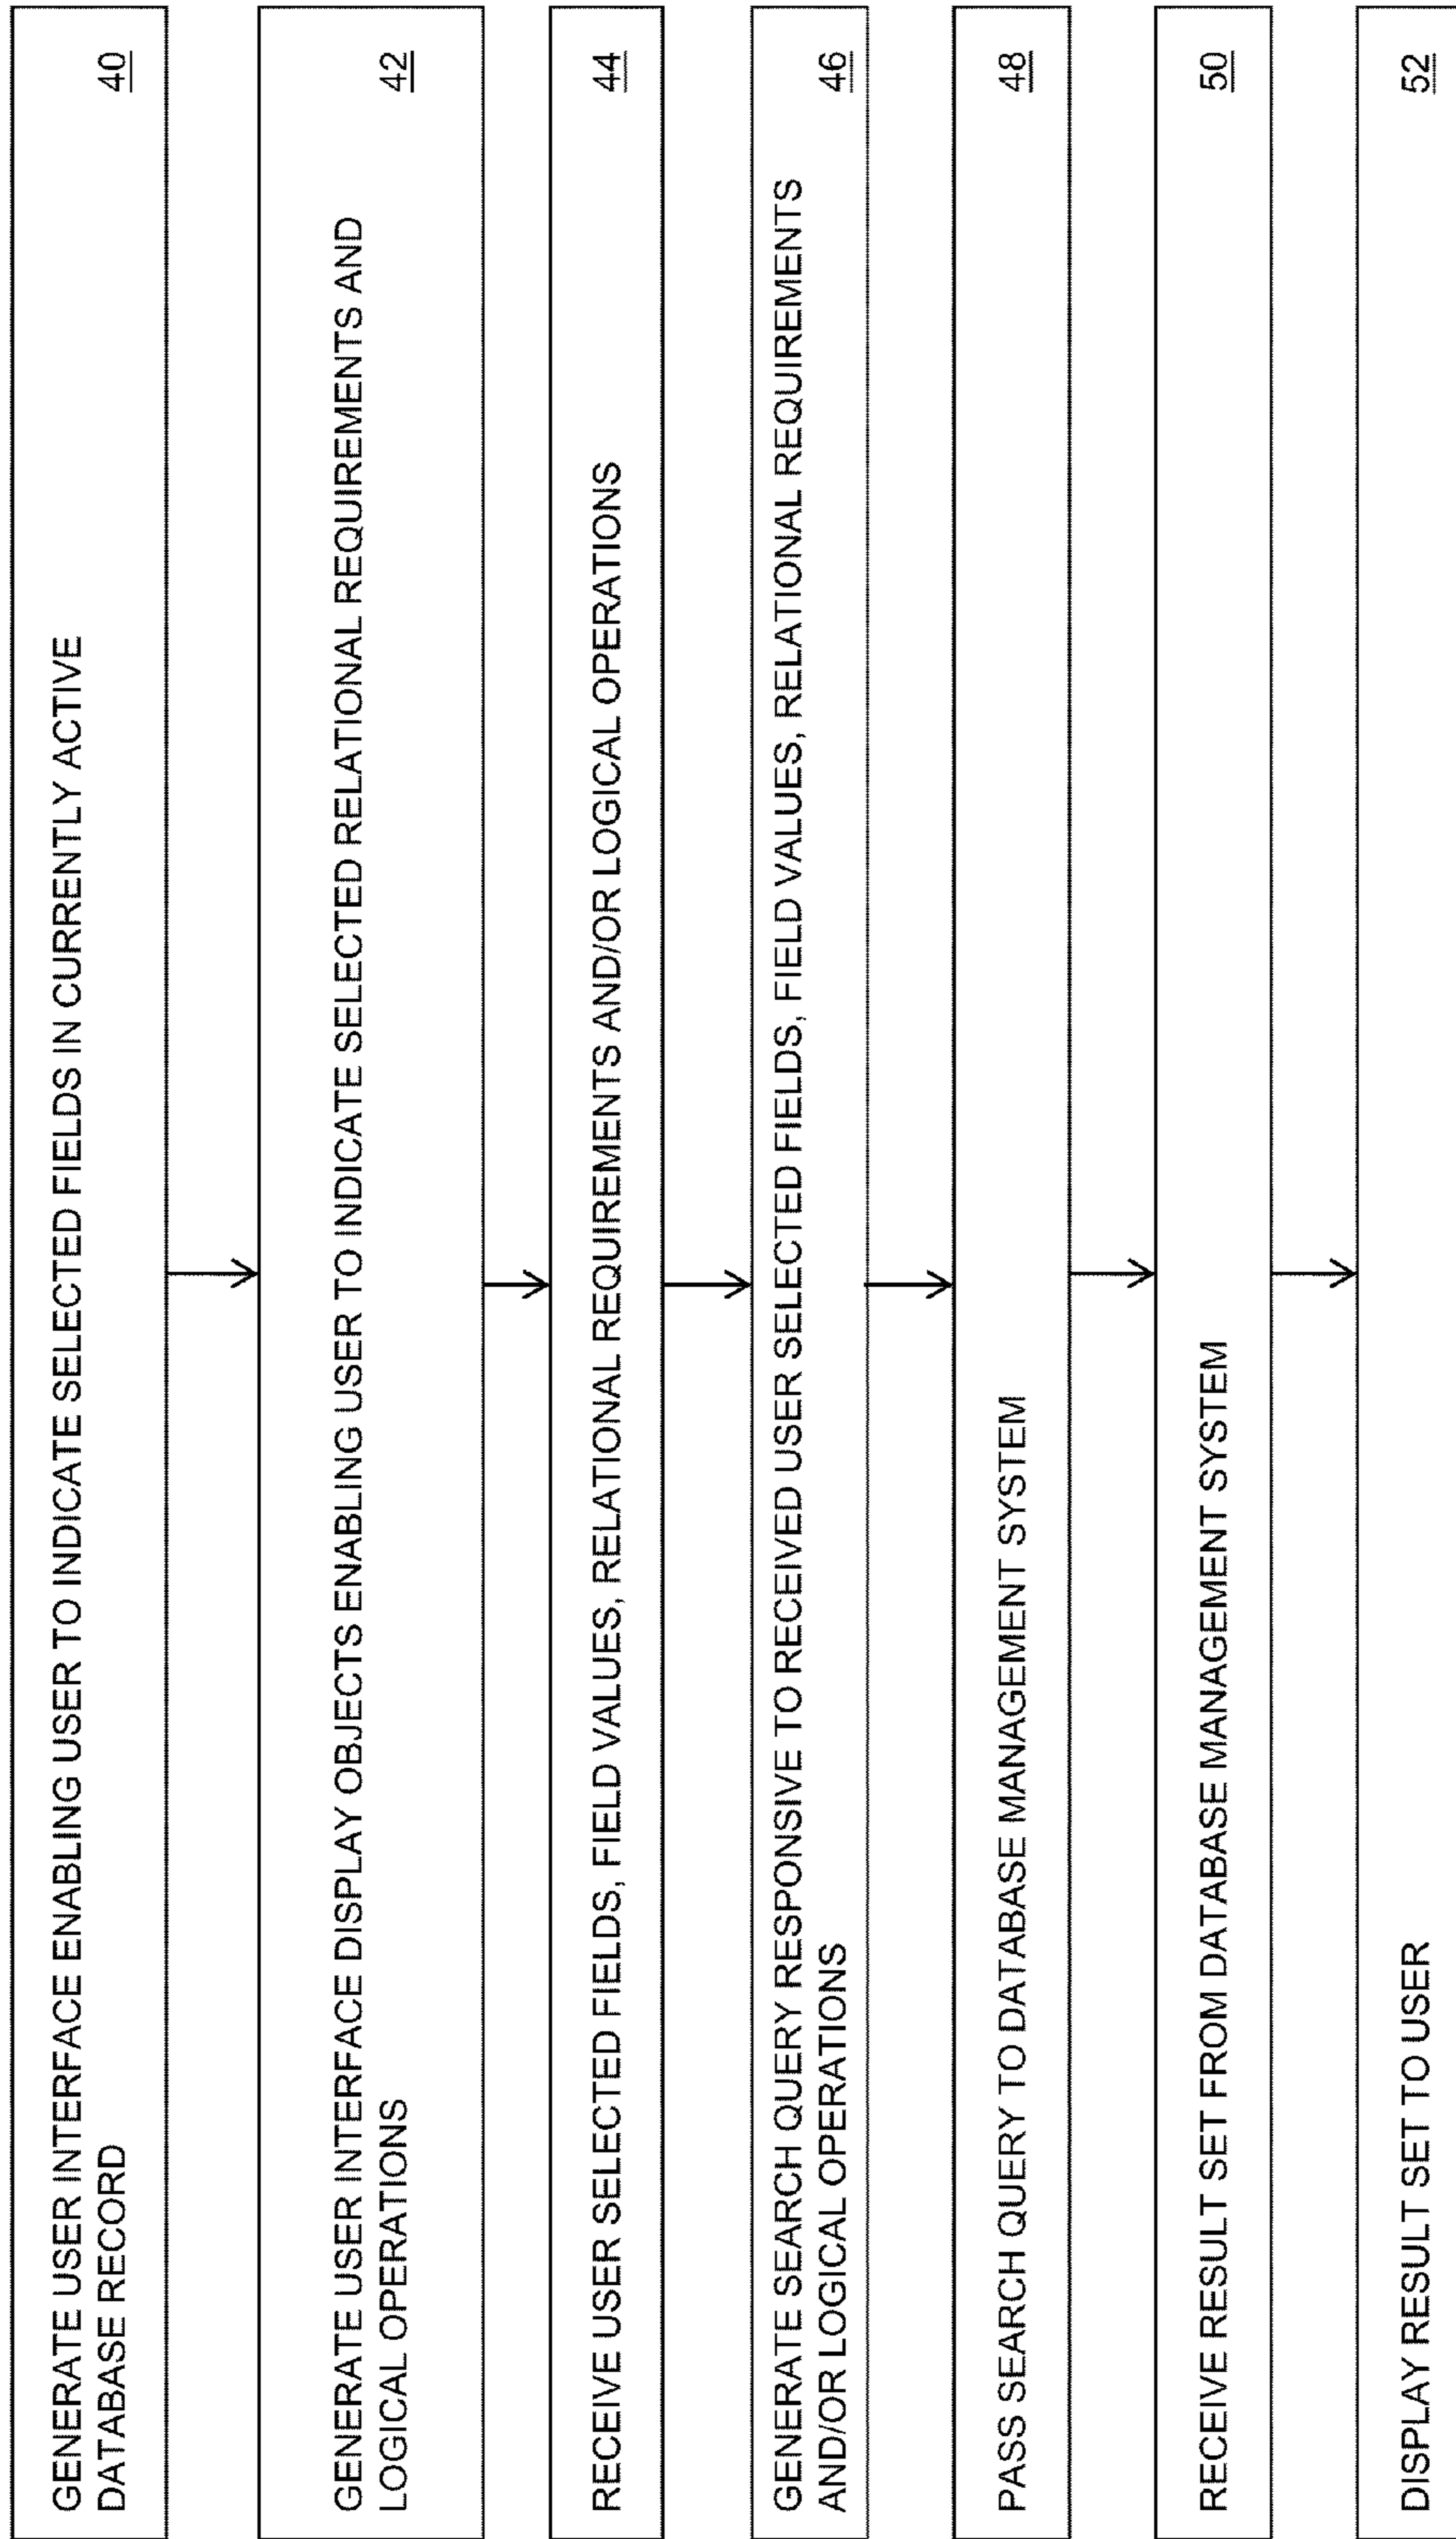 GENERATE USER INTERFACE ENABLING USER TO INDICATE SELECTED FIELDS IN CURRENTLY ACTIVE
DATABASE RECORD
40
GENERATE USER INTERFACE DISPLAY OBJECTS ENABLING USER TO INDICATE SELECTED RELATIONAL REQUIREMENTS AND
LOGICAL OPERATIONS
42
RECEIVE USER SELECTED FIELDS, FIELD VALUES, RELATIONAL REQUIREMENTS AND/OR LOGICAL OPERATIONS
44
GENERATE SEARCH QUERY RESPONSIVE TO RECEIVED USER SELECTED FIELDS, FIELD VALUES, RELATIONAL REQUIREMENTS
AND/OR LOGICAL OPERATIONS
46
PASS SEARCH QUERY TO DATABASE MANAGEMENT SYSTEM
48
RECEIVE RESULT SET FROM DATABASE MANAGEMENT SYSTEM
50
DISPLAY RESULT SET TO USER
52